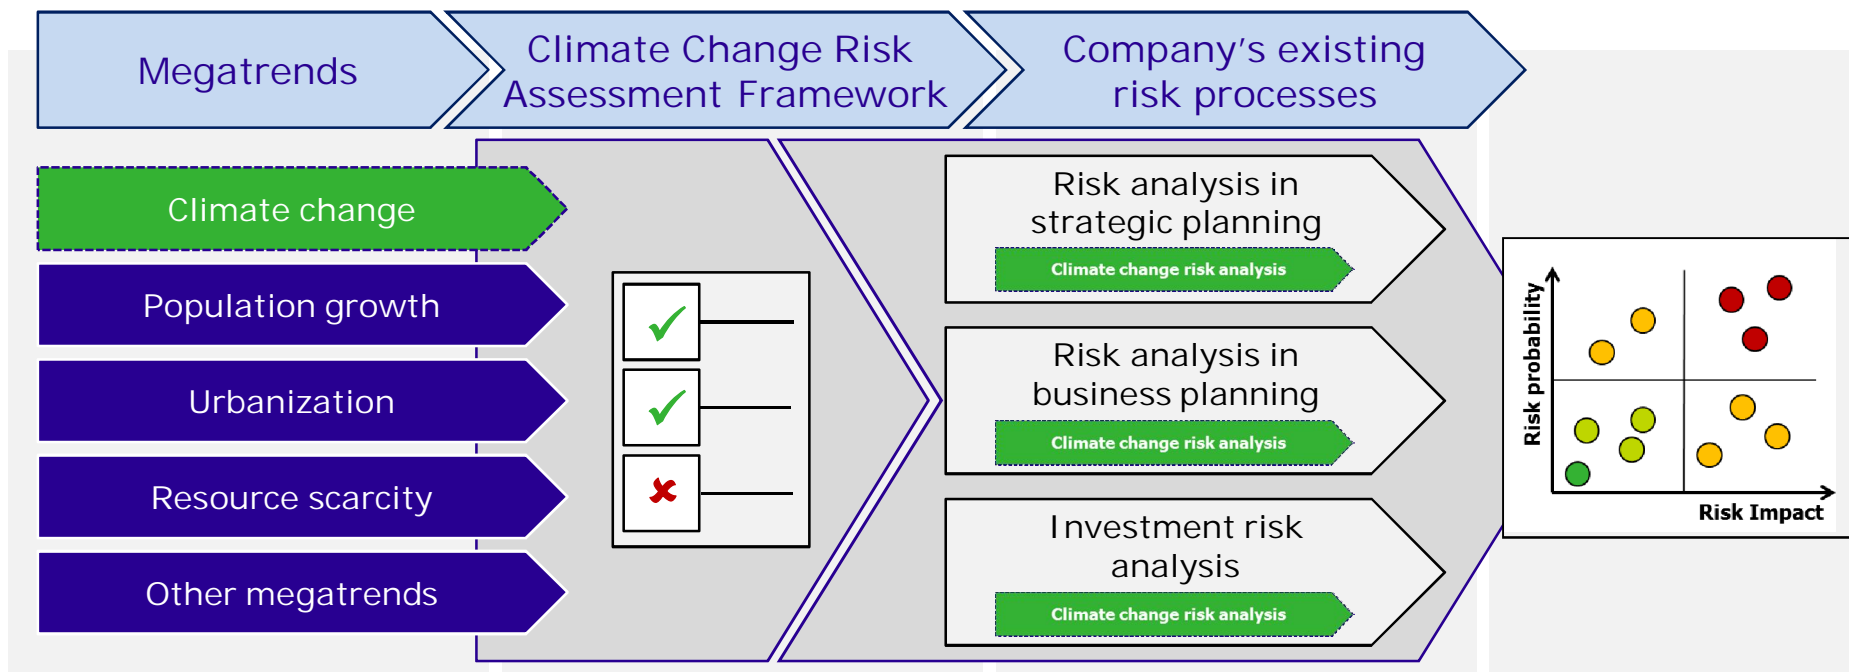 Megatrends
Climate Change Risk
Assessment Framework
Company's existing
risk processes
Climate change
Population growth
Urbanization
Resource scarcity
Other megatrends
Risk analysis in
strategic planning
Climate change risk analysis
Risk analysis in
business planning
Climate change risk analysis
Investment risk
analysis
Climate change risk analysis
Risk probability
Risk Impact